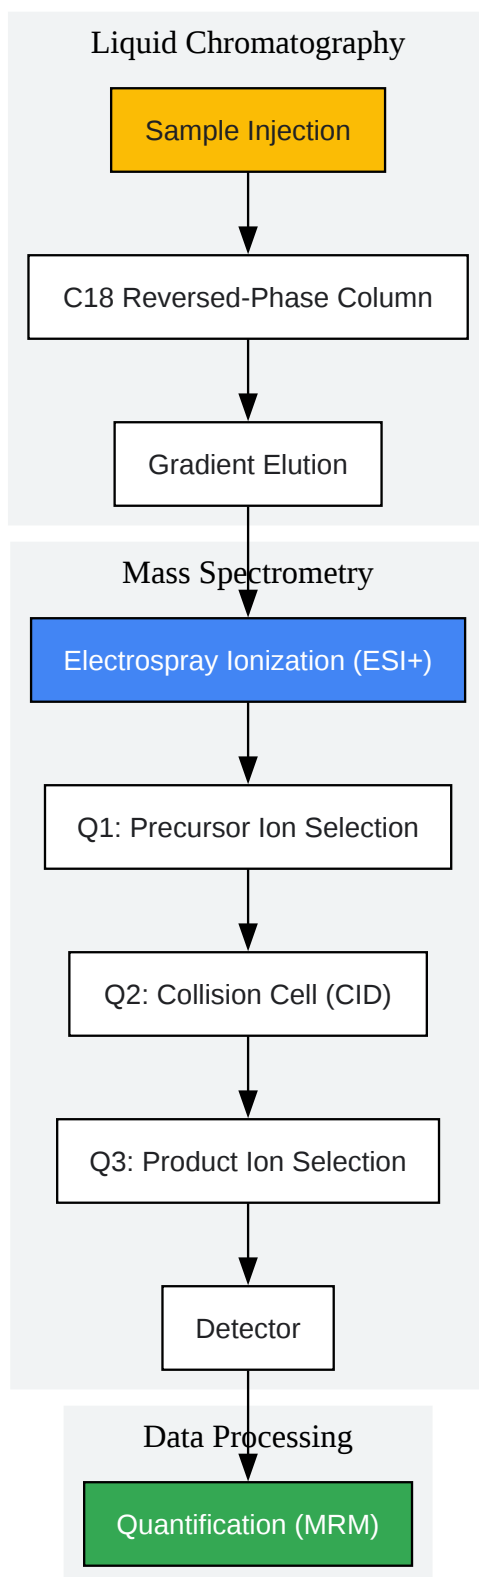 Liquid Chromatography
Sample Injection
C18 Reversed-Phase Column
Gradient Elution
Mass Spectrometry
Electrospray Ionization (ESI+)
Q1: Precursor Ion Selection
Q2: Collision Cell (CID)
Q3: Product Ion Selection
Detector
Data Processing
Quantification (MRM)